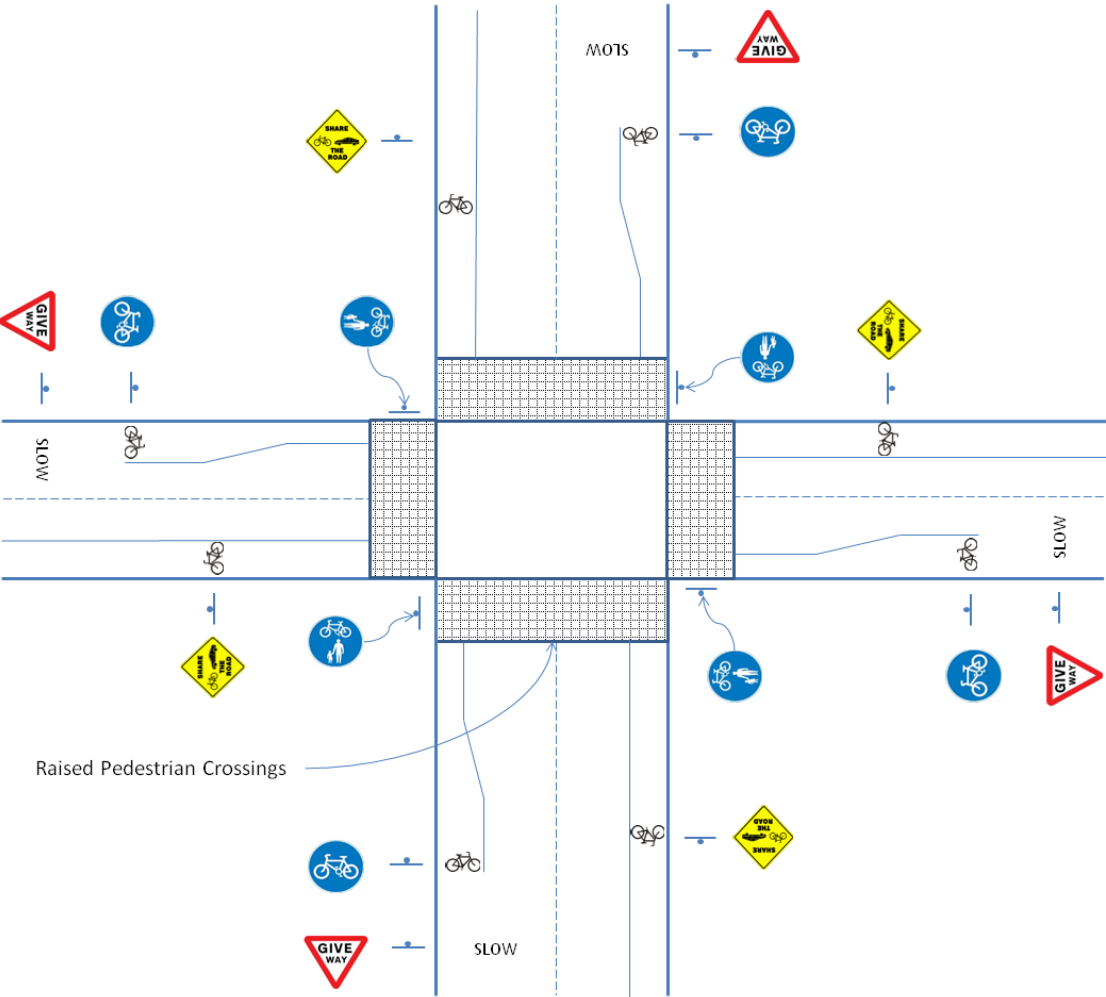 SLOW
GIVE
WAY
SHARE
THE
ROAD
GIVE
WAY
SHARE
THE
ROAD
SLOW
SLOW
SHARE
THE
ROAD
GIVE
WAY
Raised Pedestrian Crossings
SHARE
THE
ROAD
GIVE
WAY
SLOW